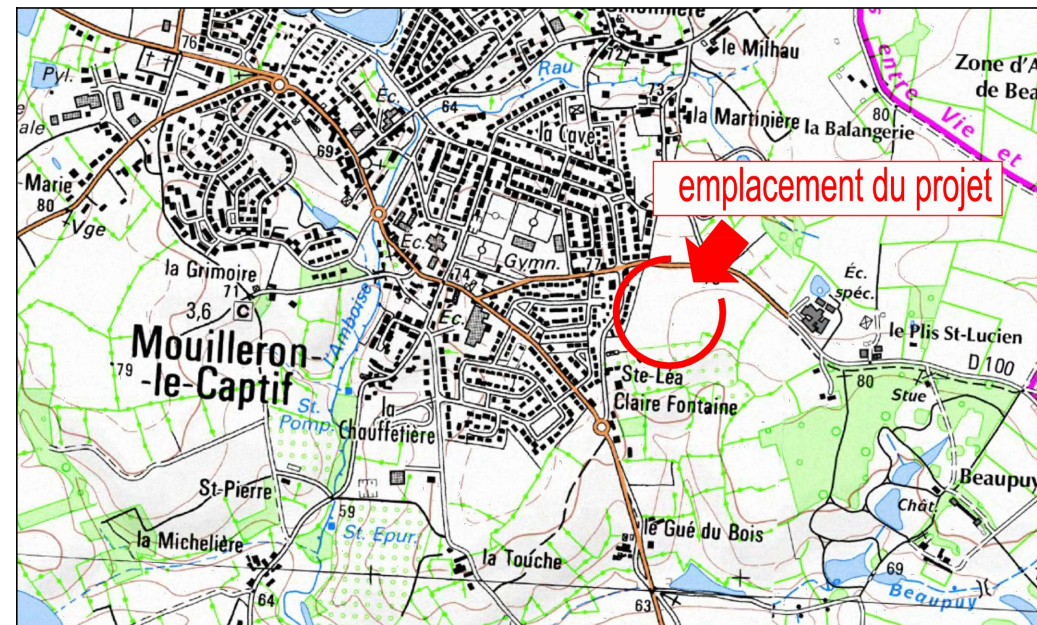 76
le Milhau
entre Vie et
Zone d'A
de Bea
Pyl.
Éc.
64
Rau
72
73
80
ale
69
la Cave
la Martinière
la Balangerie
-Marie
80
Vge
emplacement du projet
Éc.
Gymn.
77
la Grimoire
71
74
3,6
C
Éc.
l'Amboise
Éc.
spéc.
le Plis St-Lucien
D 100
Mouilleron-
-le-Captif
79
Ste-Léa
80
Stue
St.
Pomp.
la
Chauffetière
Claire Fontaine
St-Pierre
Beaupuy
Chât.
59
la Michelière
St. Epur.
la Touche
le Gué du Bois
69
Beaupuy
64
63